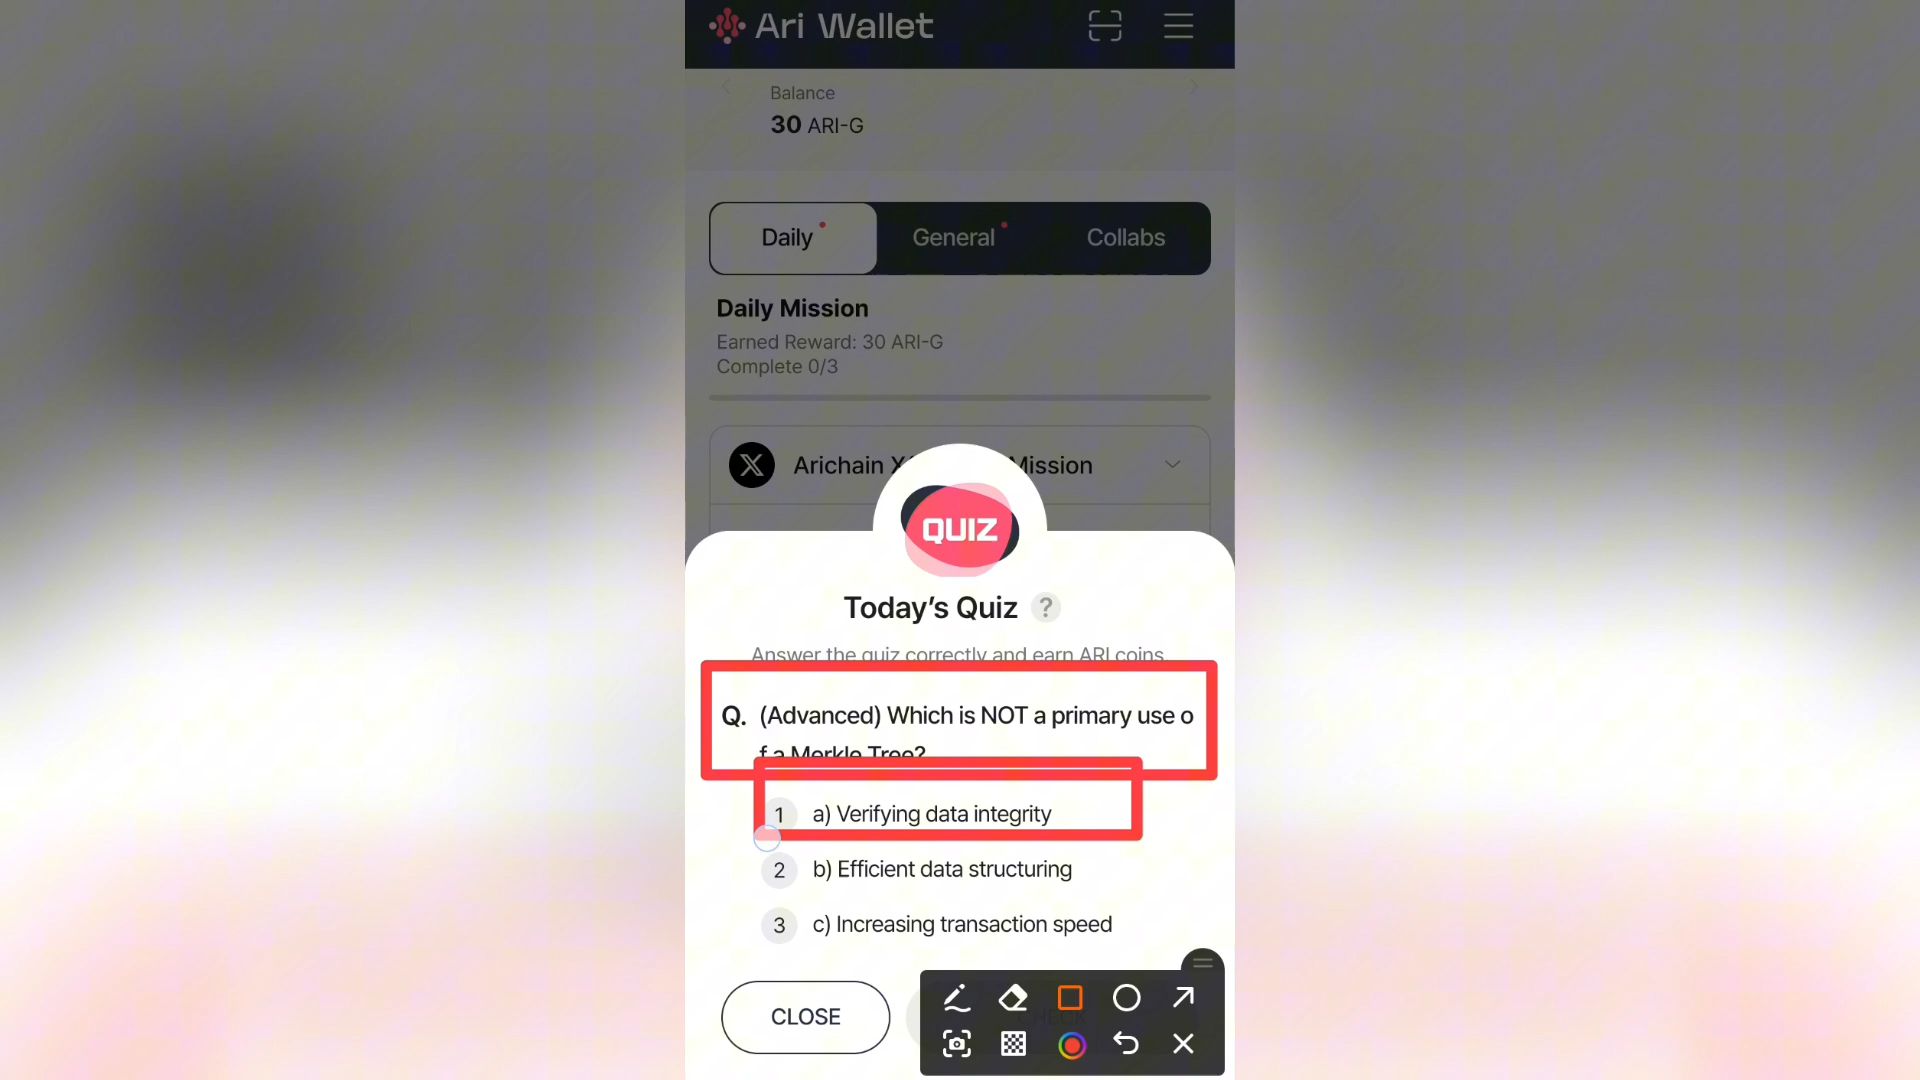 Ari Wallet
Balance
30 ARI-G
Daily
General
Collabs
Daily Mission
Earned Reward: 30 ARI-G
Complete 0/3
Arichain X
Mission
QUIZ
Today's Quiz ?
Answer the quiz correctly and earn ARI coins
Q. (Advanced) Which is NOT a primary use o
f a Merkle Tree?
1 a) Verifying data integrity
2 b) Efficient data structuring
3 c) Increasing transaction speed
CLOSE